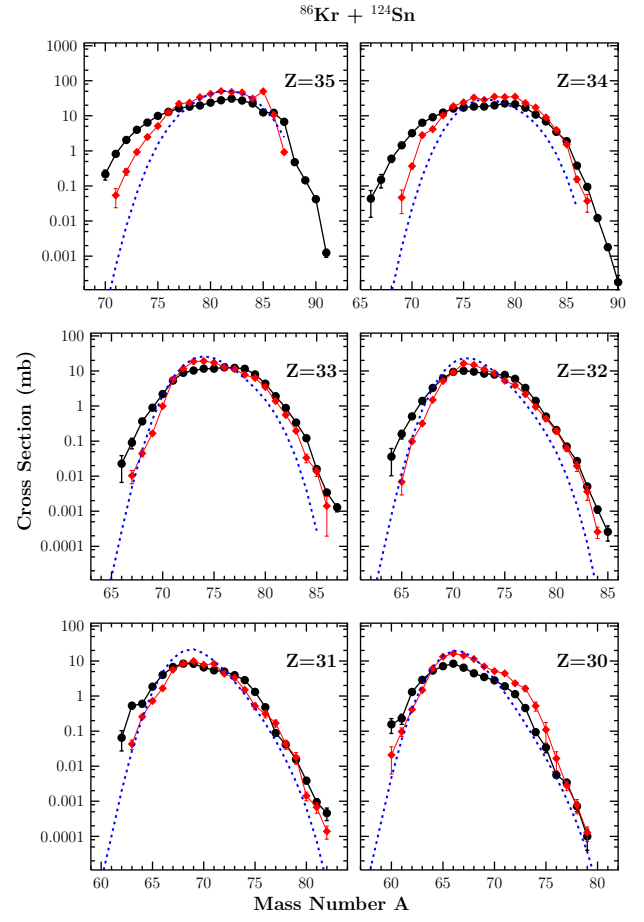 ⁸⁶Kr + ¹²⁴Sn
1000
100
10
1
0.1
0.01
0.001
Z=35
Z=34
70 75 80 85 90
65 70 75 80 85 90
Cross Section (mb)
100
10
1
0.1
0.01
0.001
0.0001
Z=33
Z=32
65 70 75 80 85
60 65 70 75 80 85
100
10
1
0.1
0.01
0.001
0.0001
Z=31
Z=30
60 65 70 75 80
60 65 70 75 80
Mass Number A